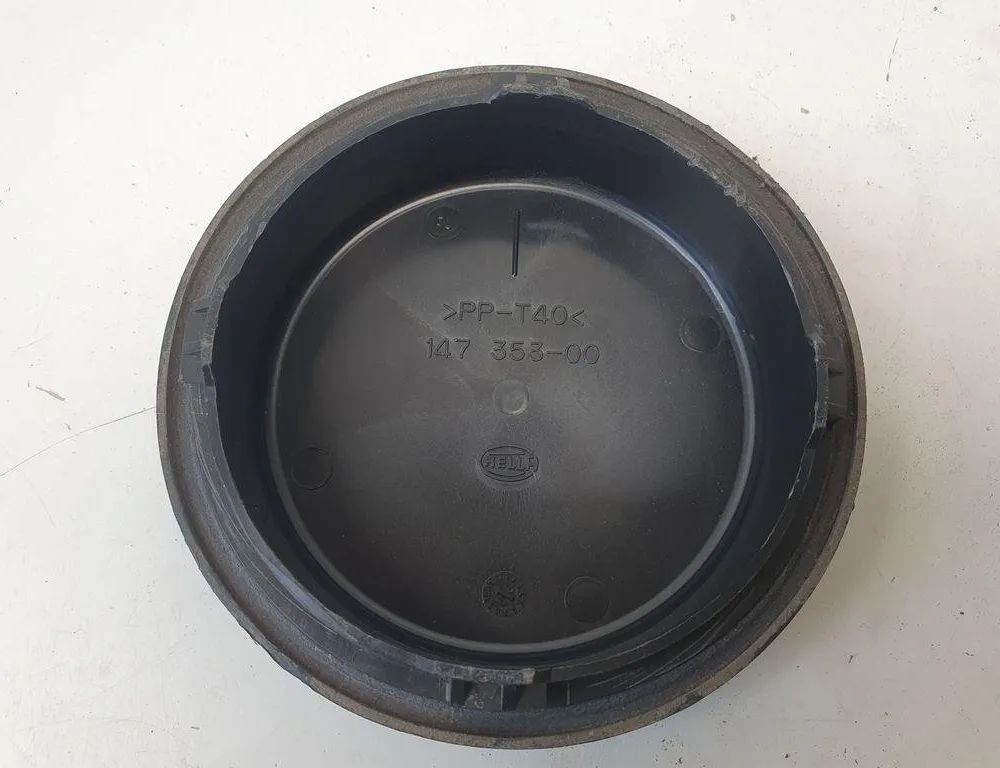 >PP-T40<
147 353-00
HELLA